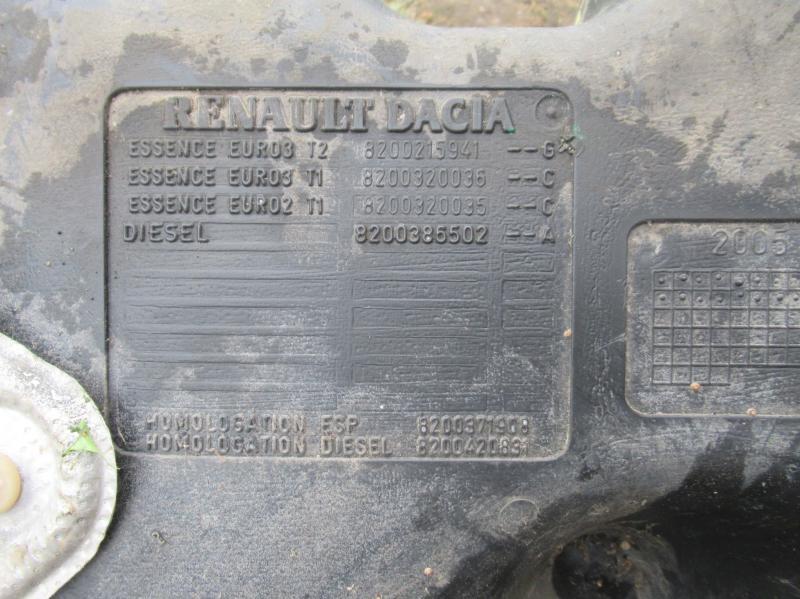 RENAULT DACIA
ESSENCE EURO3 T2 8200215941 --G
ESSENCE EURO3 T1 8200320036 --C
ESSENCE EURO2 T1 8200320035 --C
DIESEL 8200385502 --A
HOMOLOGATION ESP 8200371908
HOMOLOGATION DIESEL 8200420831
2005